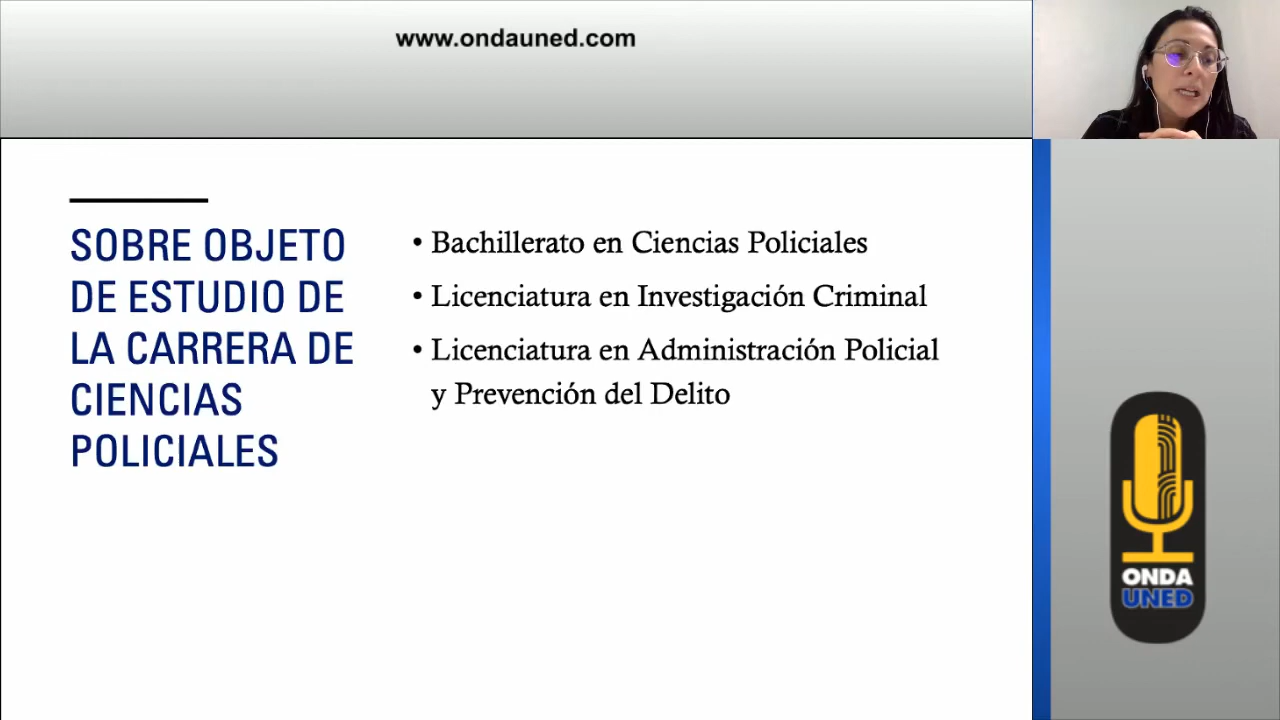 www.ondauned.com
SOBRE OBJETO
DE ESTUDIO DE
LA CARRERA DE
CIENCIAS
POLICIALES
• Bachillerato en Ciencias Policiales
• Licenciatura en Investigación Criminal
• Licenciatura en Administración Policial
y Prevención del Delito
ONDA
UNED